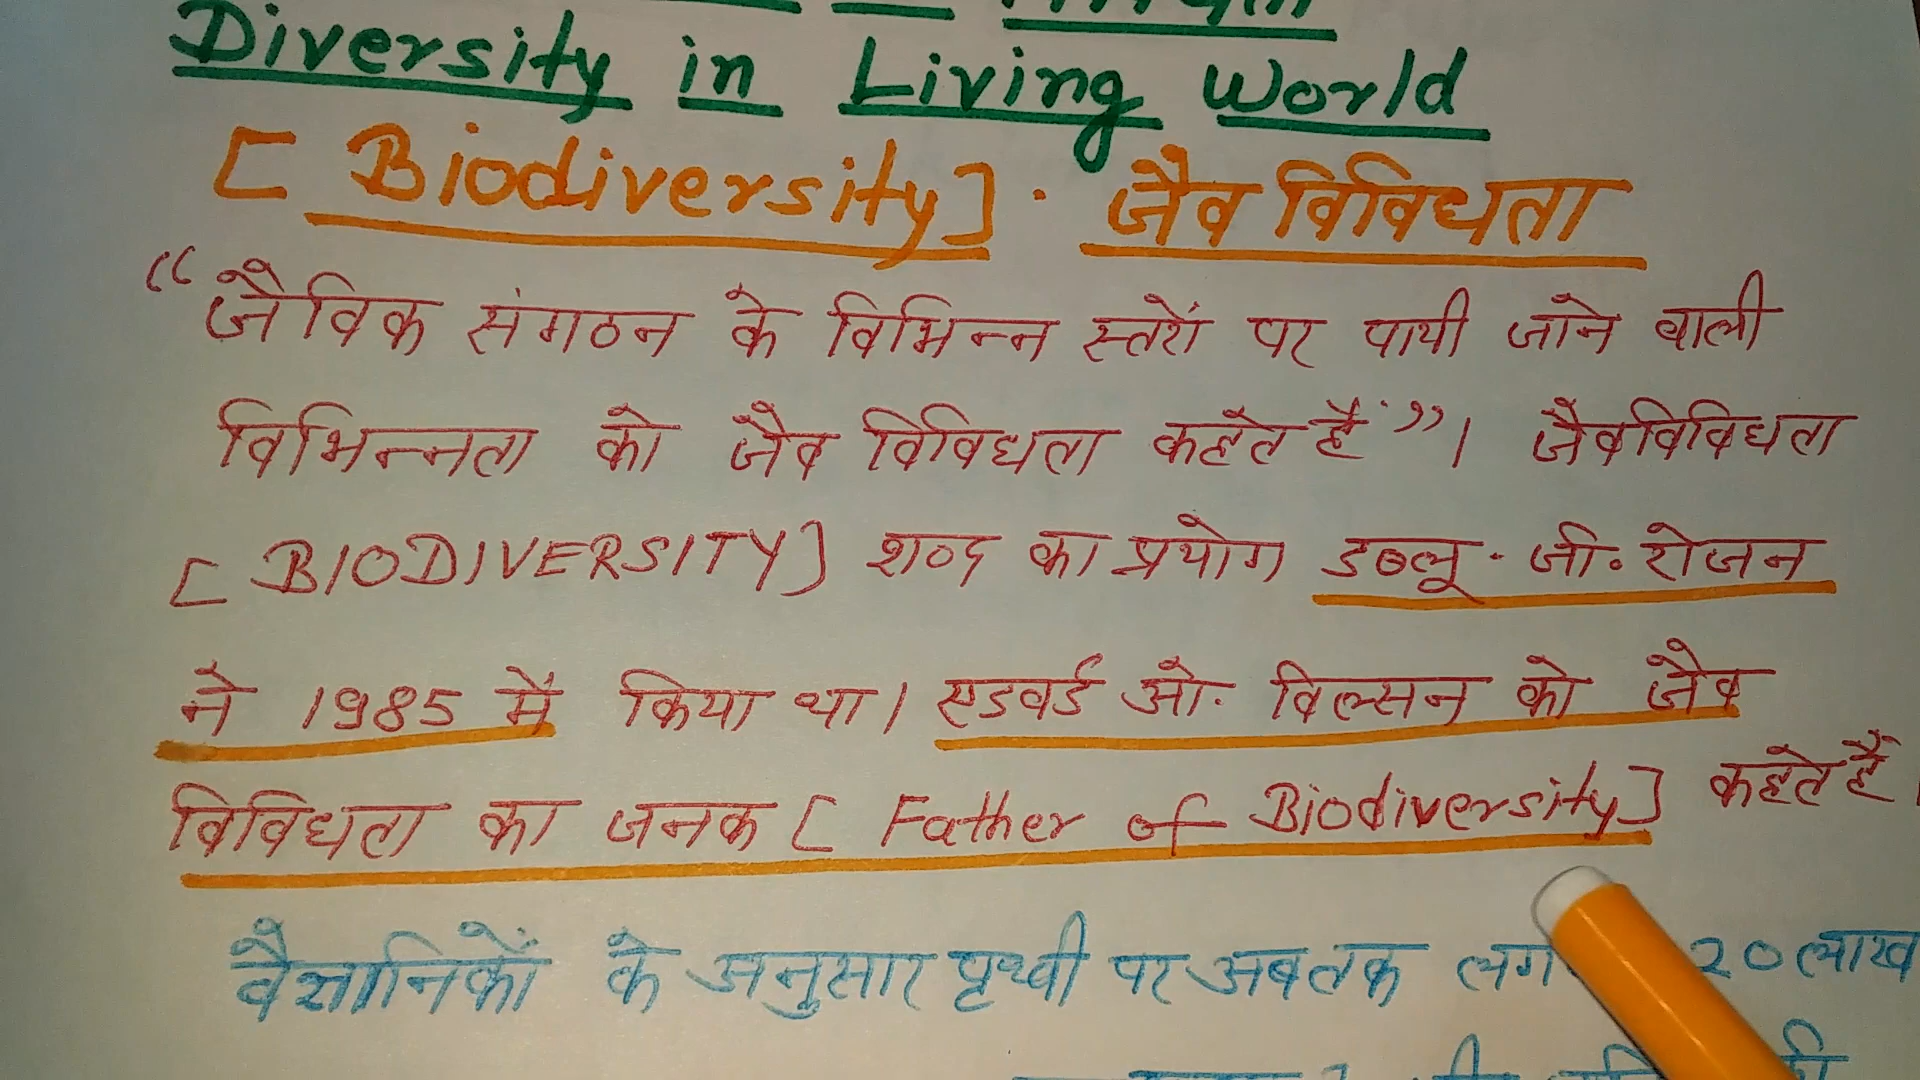 Diversity in Living World
[Biodiversity]. जैव विविधता
“जैविक संगठन के विभिन्न स्तरों पर पायी जाने वाली
विभिन्नता को जैव विविधता कहते हैं”। जैवविविधता
[BIODIVERSITY] शब्द का प्रयोग डब्लू. जी. रोजन
ने 1985 में किया था। एडवर्ड ओ. विल्सन को जैव
विविधता का जनक [Father of Biodiversity] कहते हैं।
वैज्ञानिकों के अनुसार पृथ्वी पर अबतक 20 लाख